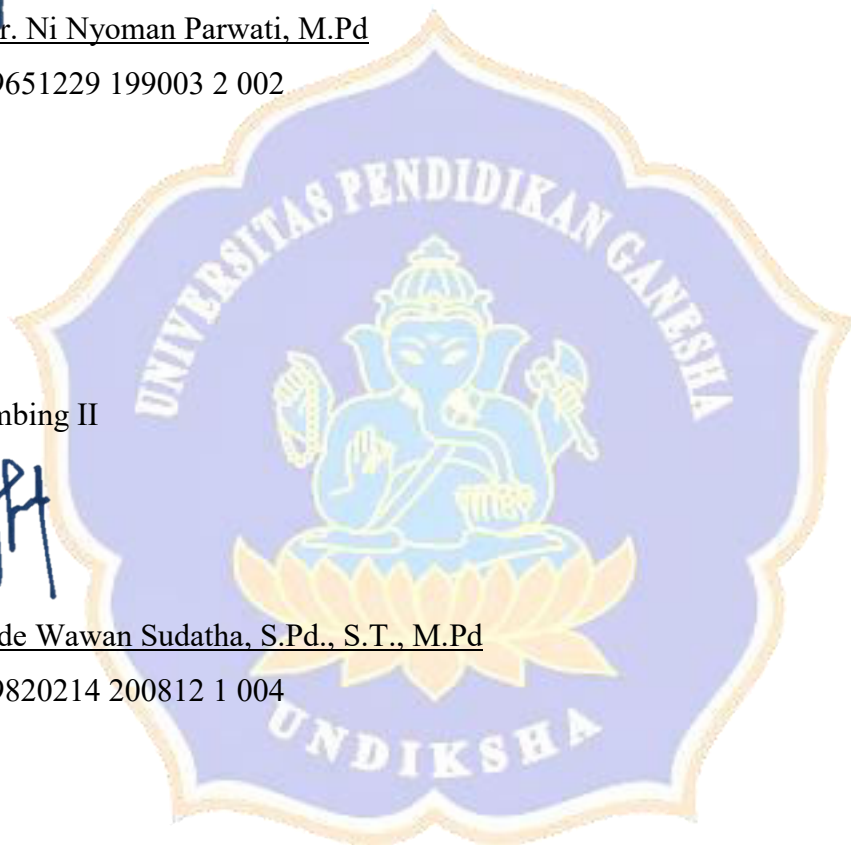 r. Ni Nyoman Parwati, M.Pd
9651229 199003 2 002
UNIVERSITAS PENDIDIKAN GANESHA
mbing II
de Wawan Sudatha, S.Pd., S.T., M.Pd
9820214 200812 1 004
UNDIKSHA